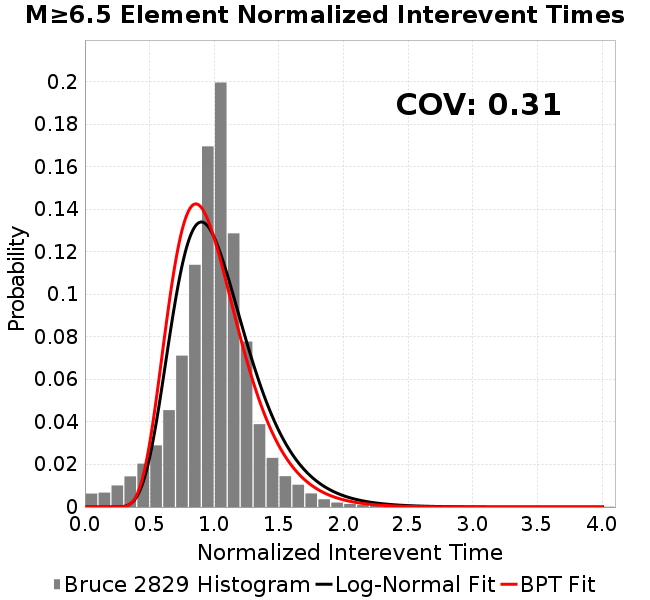 M≥6.5 Element Normalized Interevent Times
COV: 0.31
Probability
0.2
0.18
0.16
0.14
0.12
0.1
0.08
0.06
0.04
0.02
0
0.0 0.5 1.0 1.5 2.0 2.5 3.0 3.5 4.0
Normalized Interevent Time
Bruce 2829 Histogram Log-Normal Fit BPT Fit